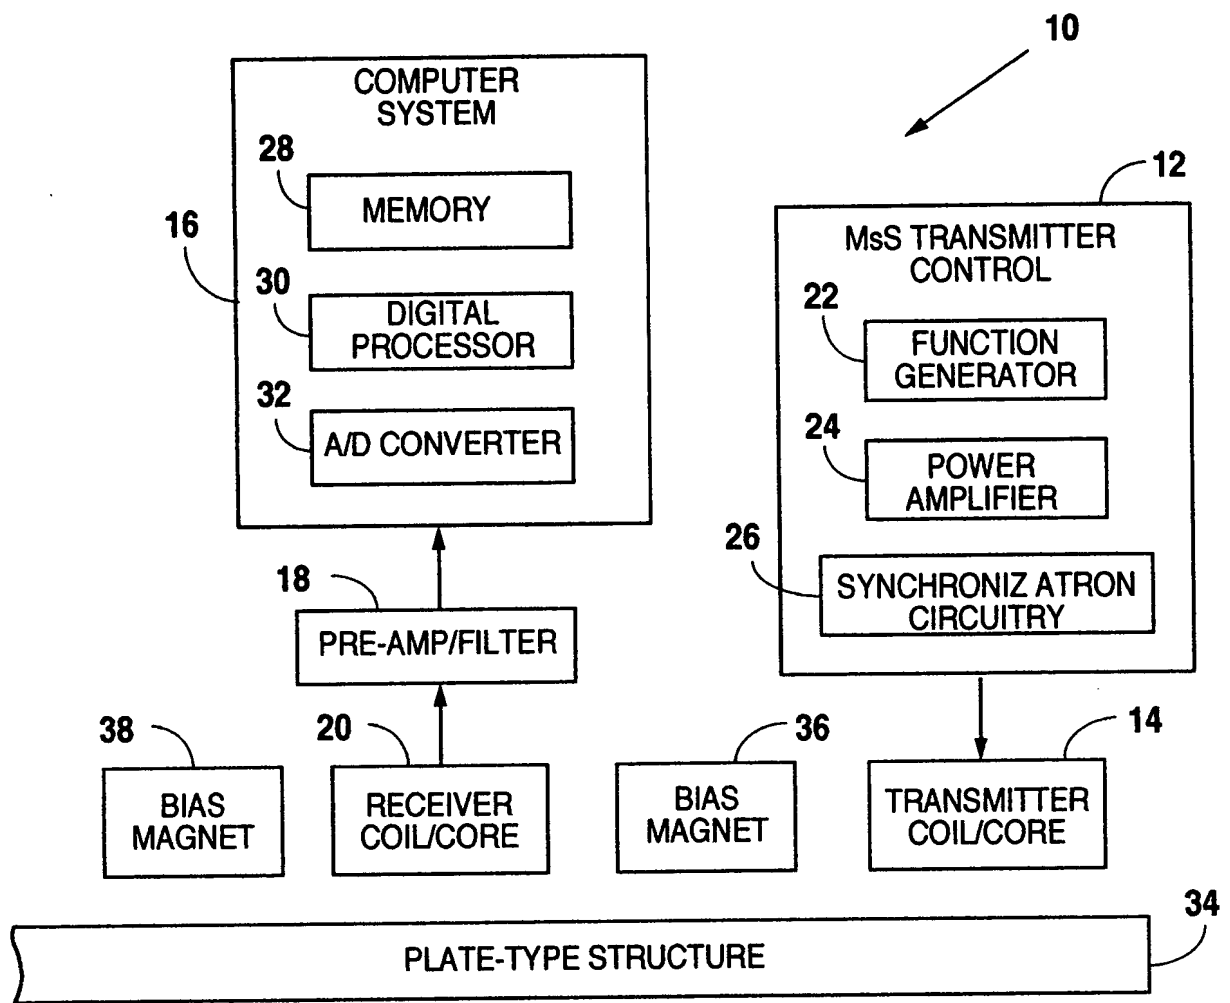 10
COMPUTER
SYSTEM
28
MEMORY
16
30
DIGITAL
PROCESSOR
32
A/D CONVERTER
12
MsS TRANSMITTER
CONTROL
22
FUNCTION
GENERATOR
24
POWER
AMPLIFIER
26
SYNCHRONIZ ATRON
CIRCUITRY
18
PRE-AMP/FILTER
38
BIAS
MAGNET
20
RECEIVER
COIL/CORE
36
BIAS
MAGNET
14
TRANSMITTER
COIL/CORE
34
PLATE-TYPE STRUCTURE